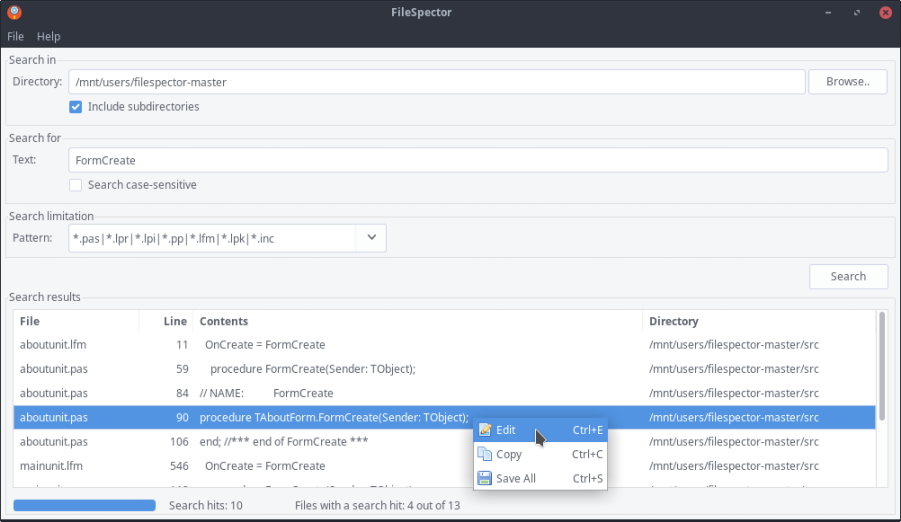 FileSpector
File Help
Search in
Directory: /mnt/users/filespector-master Browse..
Include subdirectories
Search for
Text: FormCreate
Search case-sensitive
Search limitation
Pattern: *.pas|*.lpr|*.lpi|*.pp|*.lfm|*.lpk|*.inc
Search
Search results
File Line Contents Directory
aboutunit.lfm 11 OnCreate = FormCreate /mnt/users/filespector-master/src
aboutunit.pas 59 procedure FormCreate(Sender: TObject); /mnt/users/filespector-master/src
aboutunit.pas 84 // NAME: FormCreate /mnt/users/filespector-master/src
aboutunit.pas 90 procedure TAboutForm.FormCreate(Sender: TObject); /mnt/users/filespector-master/src
Edit Ctrl+E
aboutunit.pas 106 end; //*** end of FormCreate *** /mnt/users/filespector-master/src
Copy Ctrl+C
mainunit.lfm 546 OnCreate = FormCreate /mnt/users/filespector-master/src
Save All Ctrl+S
Search hits: 10 Files with a search hit: 4 out of 13